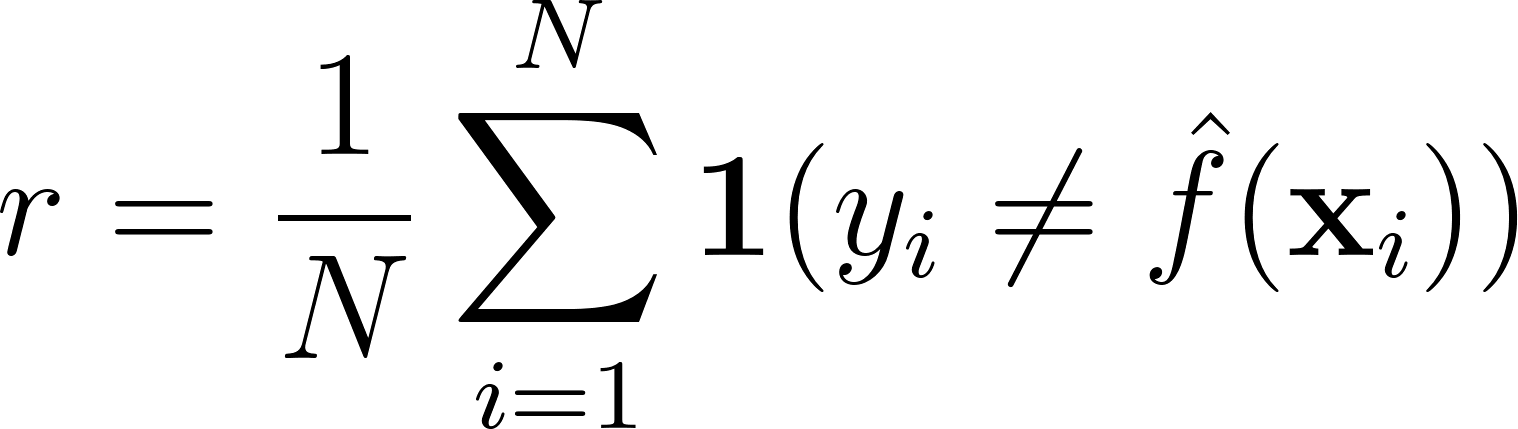 r = \frac{1}{N} \sum_{i=1}^{N} \mathbf{1}(y_i \neq \hat{f}(\mathbf{x}_i))